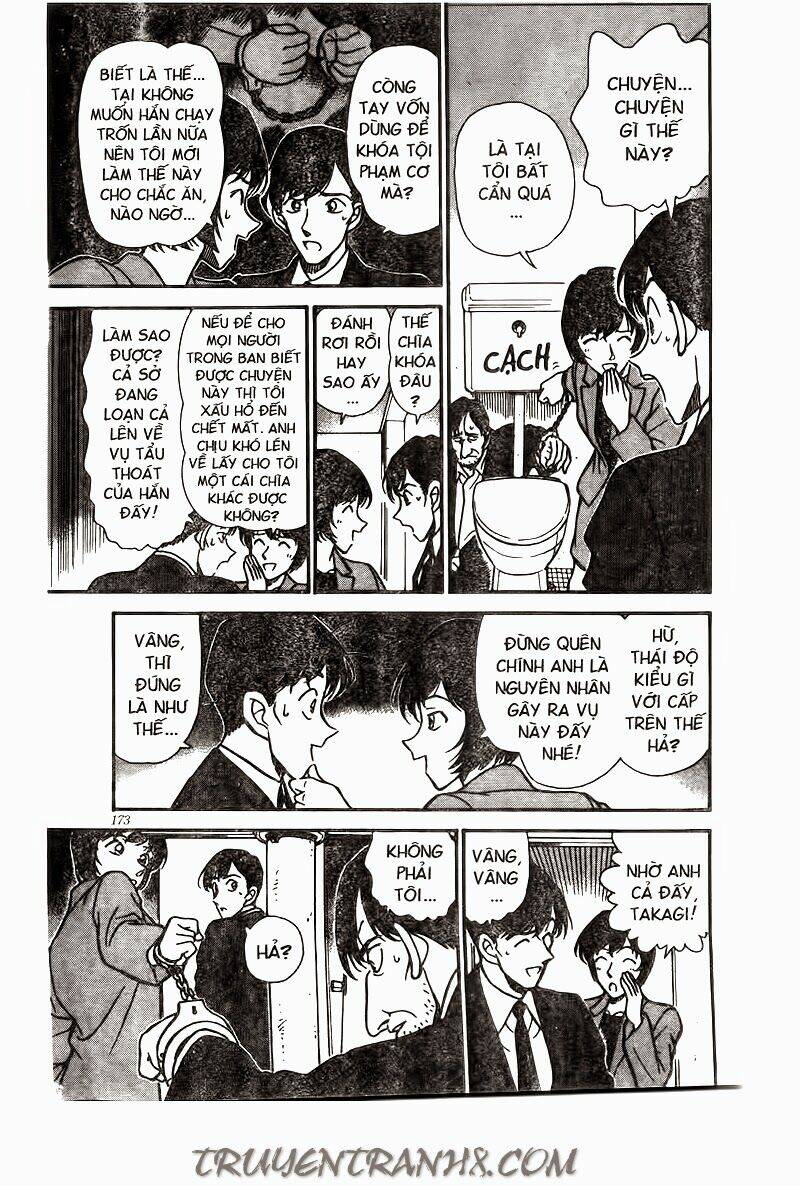 CHUYỆN...
CHUYỆN
GÌ THẾ
NÀY?
LÀ TẠI
TÔI BẤT
CẨN QUÁ
...
CẠCH
CÒNG
TAY VỐN
DÙNG ĐỂ
KHÓA TỘI
PHẠM CƠ
MÀ?
BIẾT LÀ THẾ...
TẠI KHÔNG
MUỐN HẮN CHẠY
TRỐN LẦN NỮA
NÊN TÔI MỚI
LÀM THẾ NÀY
CHO CHẮC ĂN,
NÀO NGỜ...
THẾ
CHÌA
KHÓA
ĐÂU?
ĐÁNH
RƠI RỒI
HAY
SAO ẤY
...
NẾU ĐỂ CHO
MỌI NGƯỜI
TRONG BAN BIẾT
ĐƯỢC CHUYỆN
NÀY THÌ TÔI
XẤU HỔ ĐẾN
CHẾT MẤT. ANH
CHỊU KHÓ LÉN
VỀ LẤY CHO TÔI
MỘT CÁI CHÌA
KHÁC ĐƯỢC
KHÔNG?
LÀM SAO
ĐƯỢC?
CẢ SỞ
ĐANG
LOẠN CẢ
LÊN VỀ
VỤ TẨU
THOÁT
CỦA HẮN
ĐẤY!
HỪ,
THÁI ĐỘ
KIỂU GÌ
VỚI CẤP
TRÊN THẾ
HẢ?
ĐỪNG QUÊN
CHÍNH ANH LÀ
NGUYÊN NHÂN
GÂY RA VỤ
NÀY ĐẤY
NHÉ!
VÂNG,
THÌ
ĐÚNG
LÀ NHƯ
THẾ...
173
NHỜ ANH
CẢ ĐẤY,
TAKAGI!
VÂNG,
VÂNG
...
KHÔNG
PHẢI
TÔI...
HẢ?
TRUYENTRANH8.COM